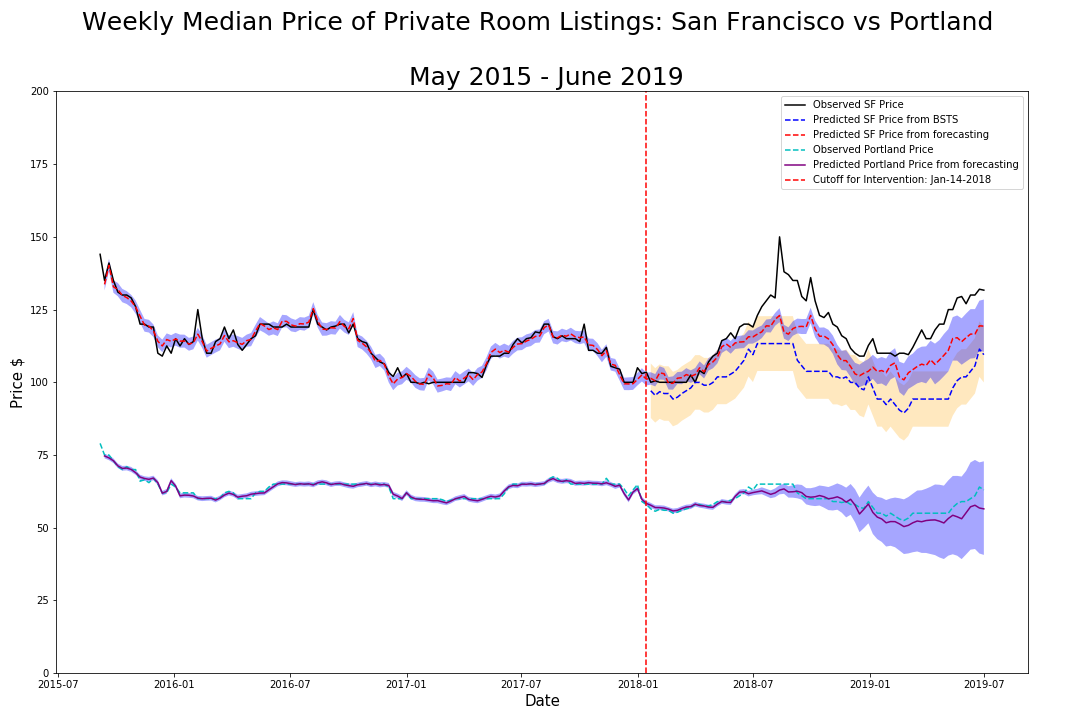 Weekly Median Price of Private Room Listings: San Francisco vs Portland
May 2015 - June 2019
Observed SF Price
Predicted SF Price from BSTS
Predicted SF Price from forecasting
Observed Portland Price
Predicted Portland Price from forecasting
Cutoff for Intervention: Jan-14-2018
Price $
200
175
150
125
100
75
50
25
0
2015-07
2016-01
2016-07
2017-01
2017-07
2018-01
2018-07
2019-01
2019-07
Date